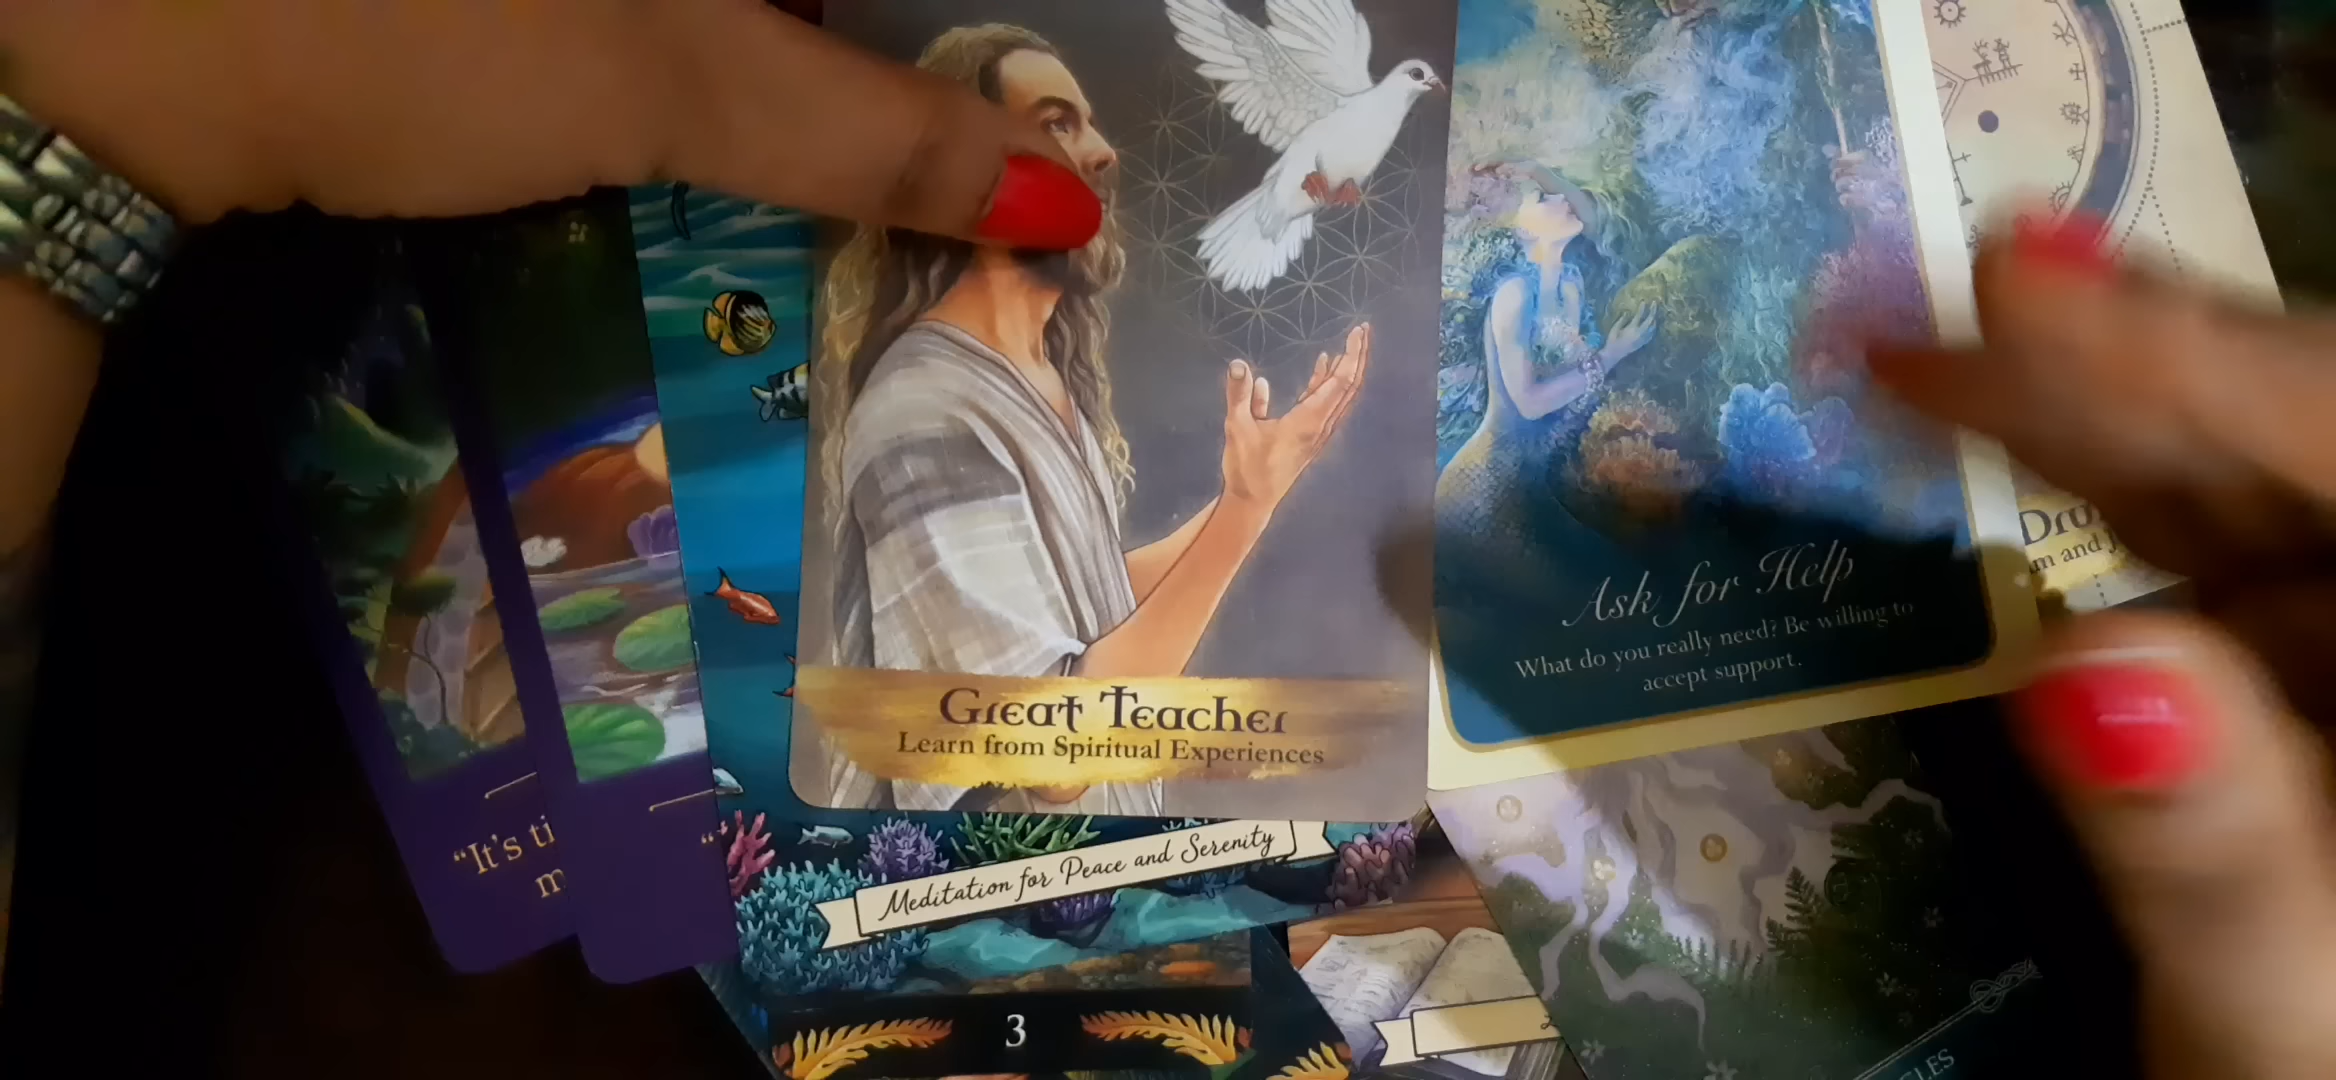 Great Teacher
Learn from Spiritual Experiences
Ask for Help
What do you really need? Be willing to
accept support.
and
"It's
"
Meditation for Peace and Serenity
3